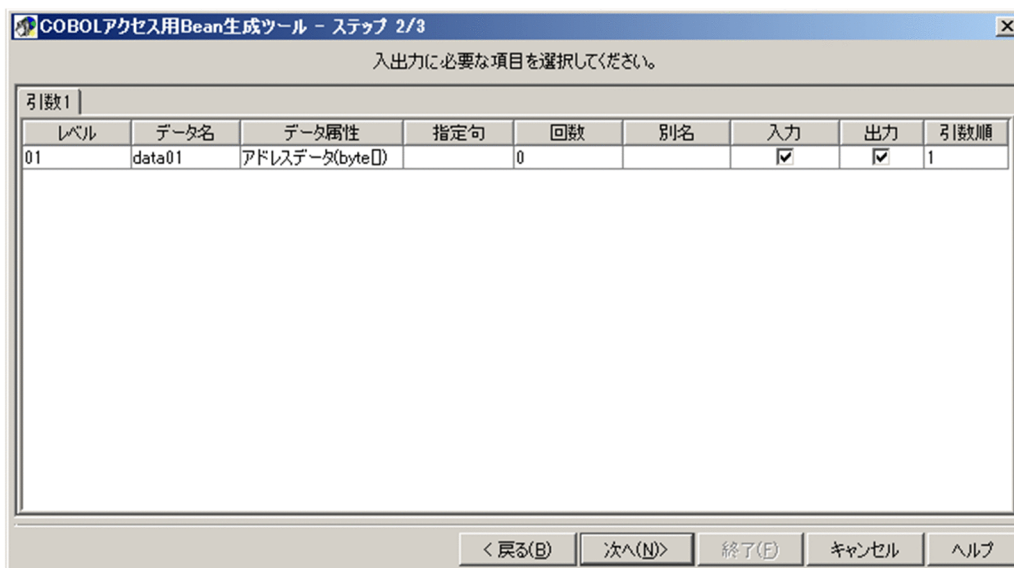 COBOLアクセス用Bean生成ツール - ステップ 2/3
入出力に必要な項目を選択してください。
引数1
レベル データ名 データ属性 指定句 回数 別名 入力 出力 引数順
01 data01 アドレスデータ(byte[]) 0 1
< 戻る(B) 次へ(N)> 終了(F) キャンセル ヘルプ